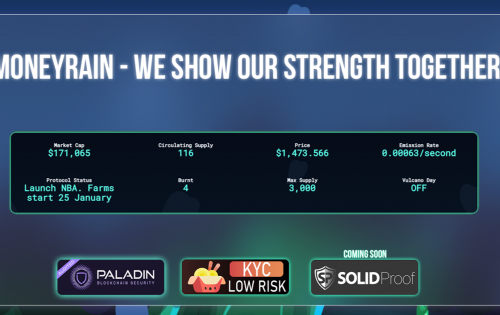 MONEYRAIN - WE SHOW OUR STRENGTH TOGETHER
Market Cap
$171,065
Circulating Supply
116
Price
$1,473.566
Emission Rate
0.00063/second
Protocol Status
Launch NBA. Farms
start 25 January
Burnt
4
Max Supply
3,000
Vulcano Day
OFF
PALADIN
BLOCKCHAIN SECURITY
KYC
LOW RISK
COMING SOON
SOLIDProof